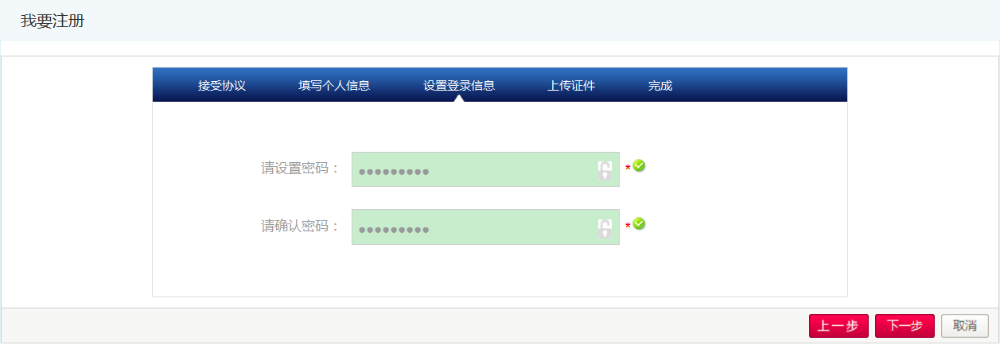 我要注册
接受协议 填写个人信息 设置登录信息 上传证件 完成
请设置密码： ●●●●●●●●● *
请确认密码： ●●●●●●●●● *
上一步 下一步 取消